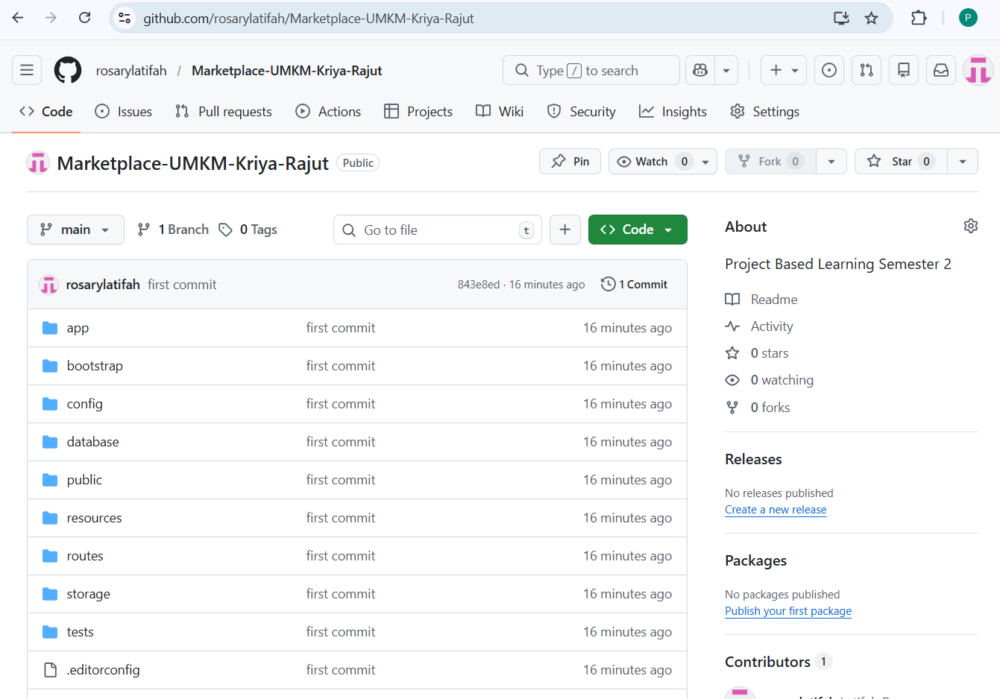 github.com/rosarylatifah/Marketplace-UMKM-Kriya-Rajut
P
rosarylatifah / Marketplace-UMKM-Kriya-Rajut
Type / to search
Code Issues Pull requests Actions Projects Wiki Security Insights Settings
Marketplace-UMKM-Kriya-Rajut Public
Pin Watch 0 Fork 0 Star 0
main 1 Branch 0 Tags Go to file t + Code
rosarylatifah first commit 843e8ed · 16 minutes ago 1 Commit
app first commit 16 minutes ago
bootstrap first commit 16 minutes ago
config first commit 16 minutes ago
database first commit 16 minutes ago
public first commit 16 minutes ago
resources first commit 16 minutes ago
routes first commit 16 minutes ago
storage first commit 16 minutes ago
tests first commit 16 minutes ago
.editorconfig first commit 16 minutes ago
About
Project Based Learning Semester 2
Readme
Activity
0 stars
0 watching
0 forks
Releases
No releases published
Create a new release
Packages
No packages published
Publish your first package
Contributors 1